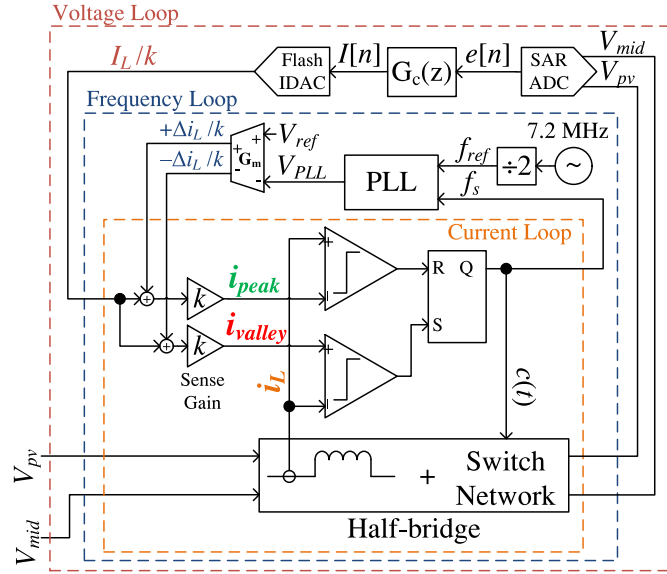 Voltage Loop
I_L/k
Flash
IDAC
I[n]
G_c(z)
e[n]
SAR
ADC
V_mid
V_pv
Frequency Loop
+Δi_L/k
−Δi_L/k
+
+
G_m
-
-
V_ref
V_PLL
PLL
f_ref
f_s
÷2
7.2 MHz
~
Current Loop
+
k
i_peak
+
-
R
Q
S
+
k
i_valley
+
-
Sense
Gain
i_L
c(t)
V_pv
V_mid
+
Switch
Network
Half-bridge